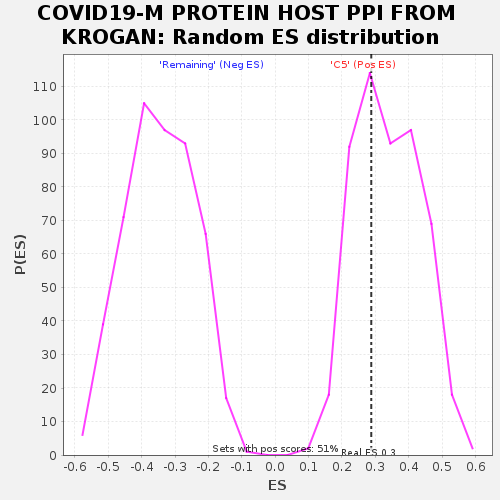 COVID19-M PROTEIN HOST PPI FROM
KROGAN: Random ES distribution
'Remaining' (Neg ES) 'C5' (Pos ES)
P(ES)
110
100
90
80
70
60
50
40
30
20
10
0
Sets with pos scores: 51%
Real ES 0.3
-0.6 -0.5 -0.4 -0.3 -0.2 -0.1 0.0 0.1 0.2 0.3 0.4 0.5 0.6
ES